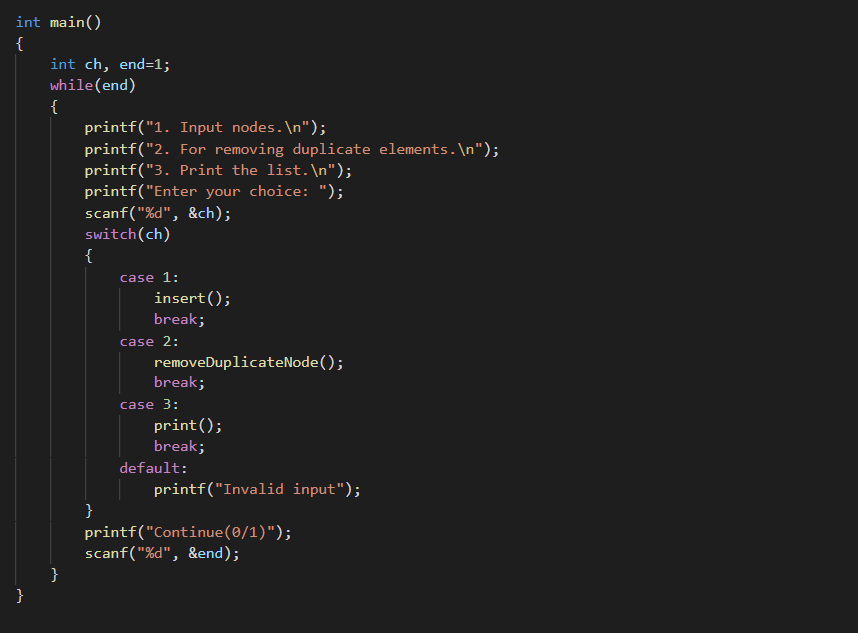 int main()
{
    int ch, end=1;
    while(end)
    {
        printf("1. Input nodes.\n");
        printf("2. For removing duplicate elements.\n");
        printf("3. Print the list.\n");
        printf("Enter your choice: ");
        scanf("%d", &ch);
        switch(ch)
        {
            case 1:
                insert();
                break;
            case 2:
                removeDuplicateNode();
                break;
            case 3:
                print();
                break;
            default:
                printf("Invalid input");
        }
        printf("Continue(0/1)");
        scanf("%d", &end);
    }
}